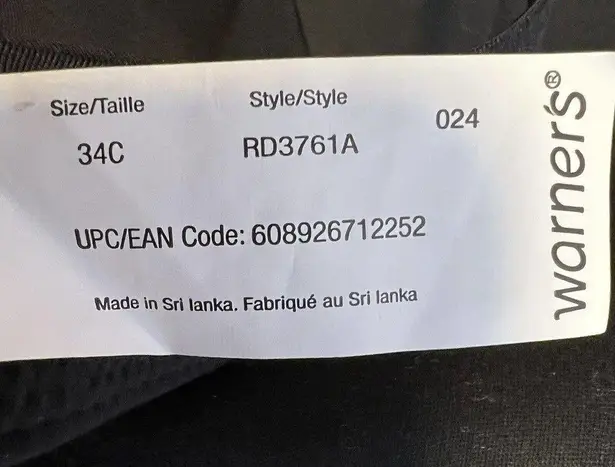 Size/Taille
34C
Style/Style
RD3761A
024
UPC/EAN Code: 608926712252
Made in Sri lanka. Fabriqué au Sri lanka
warner's®